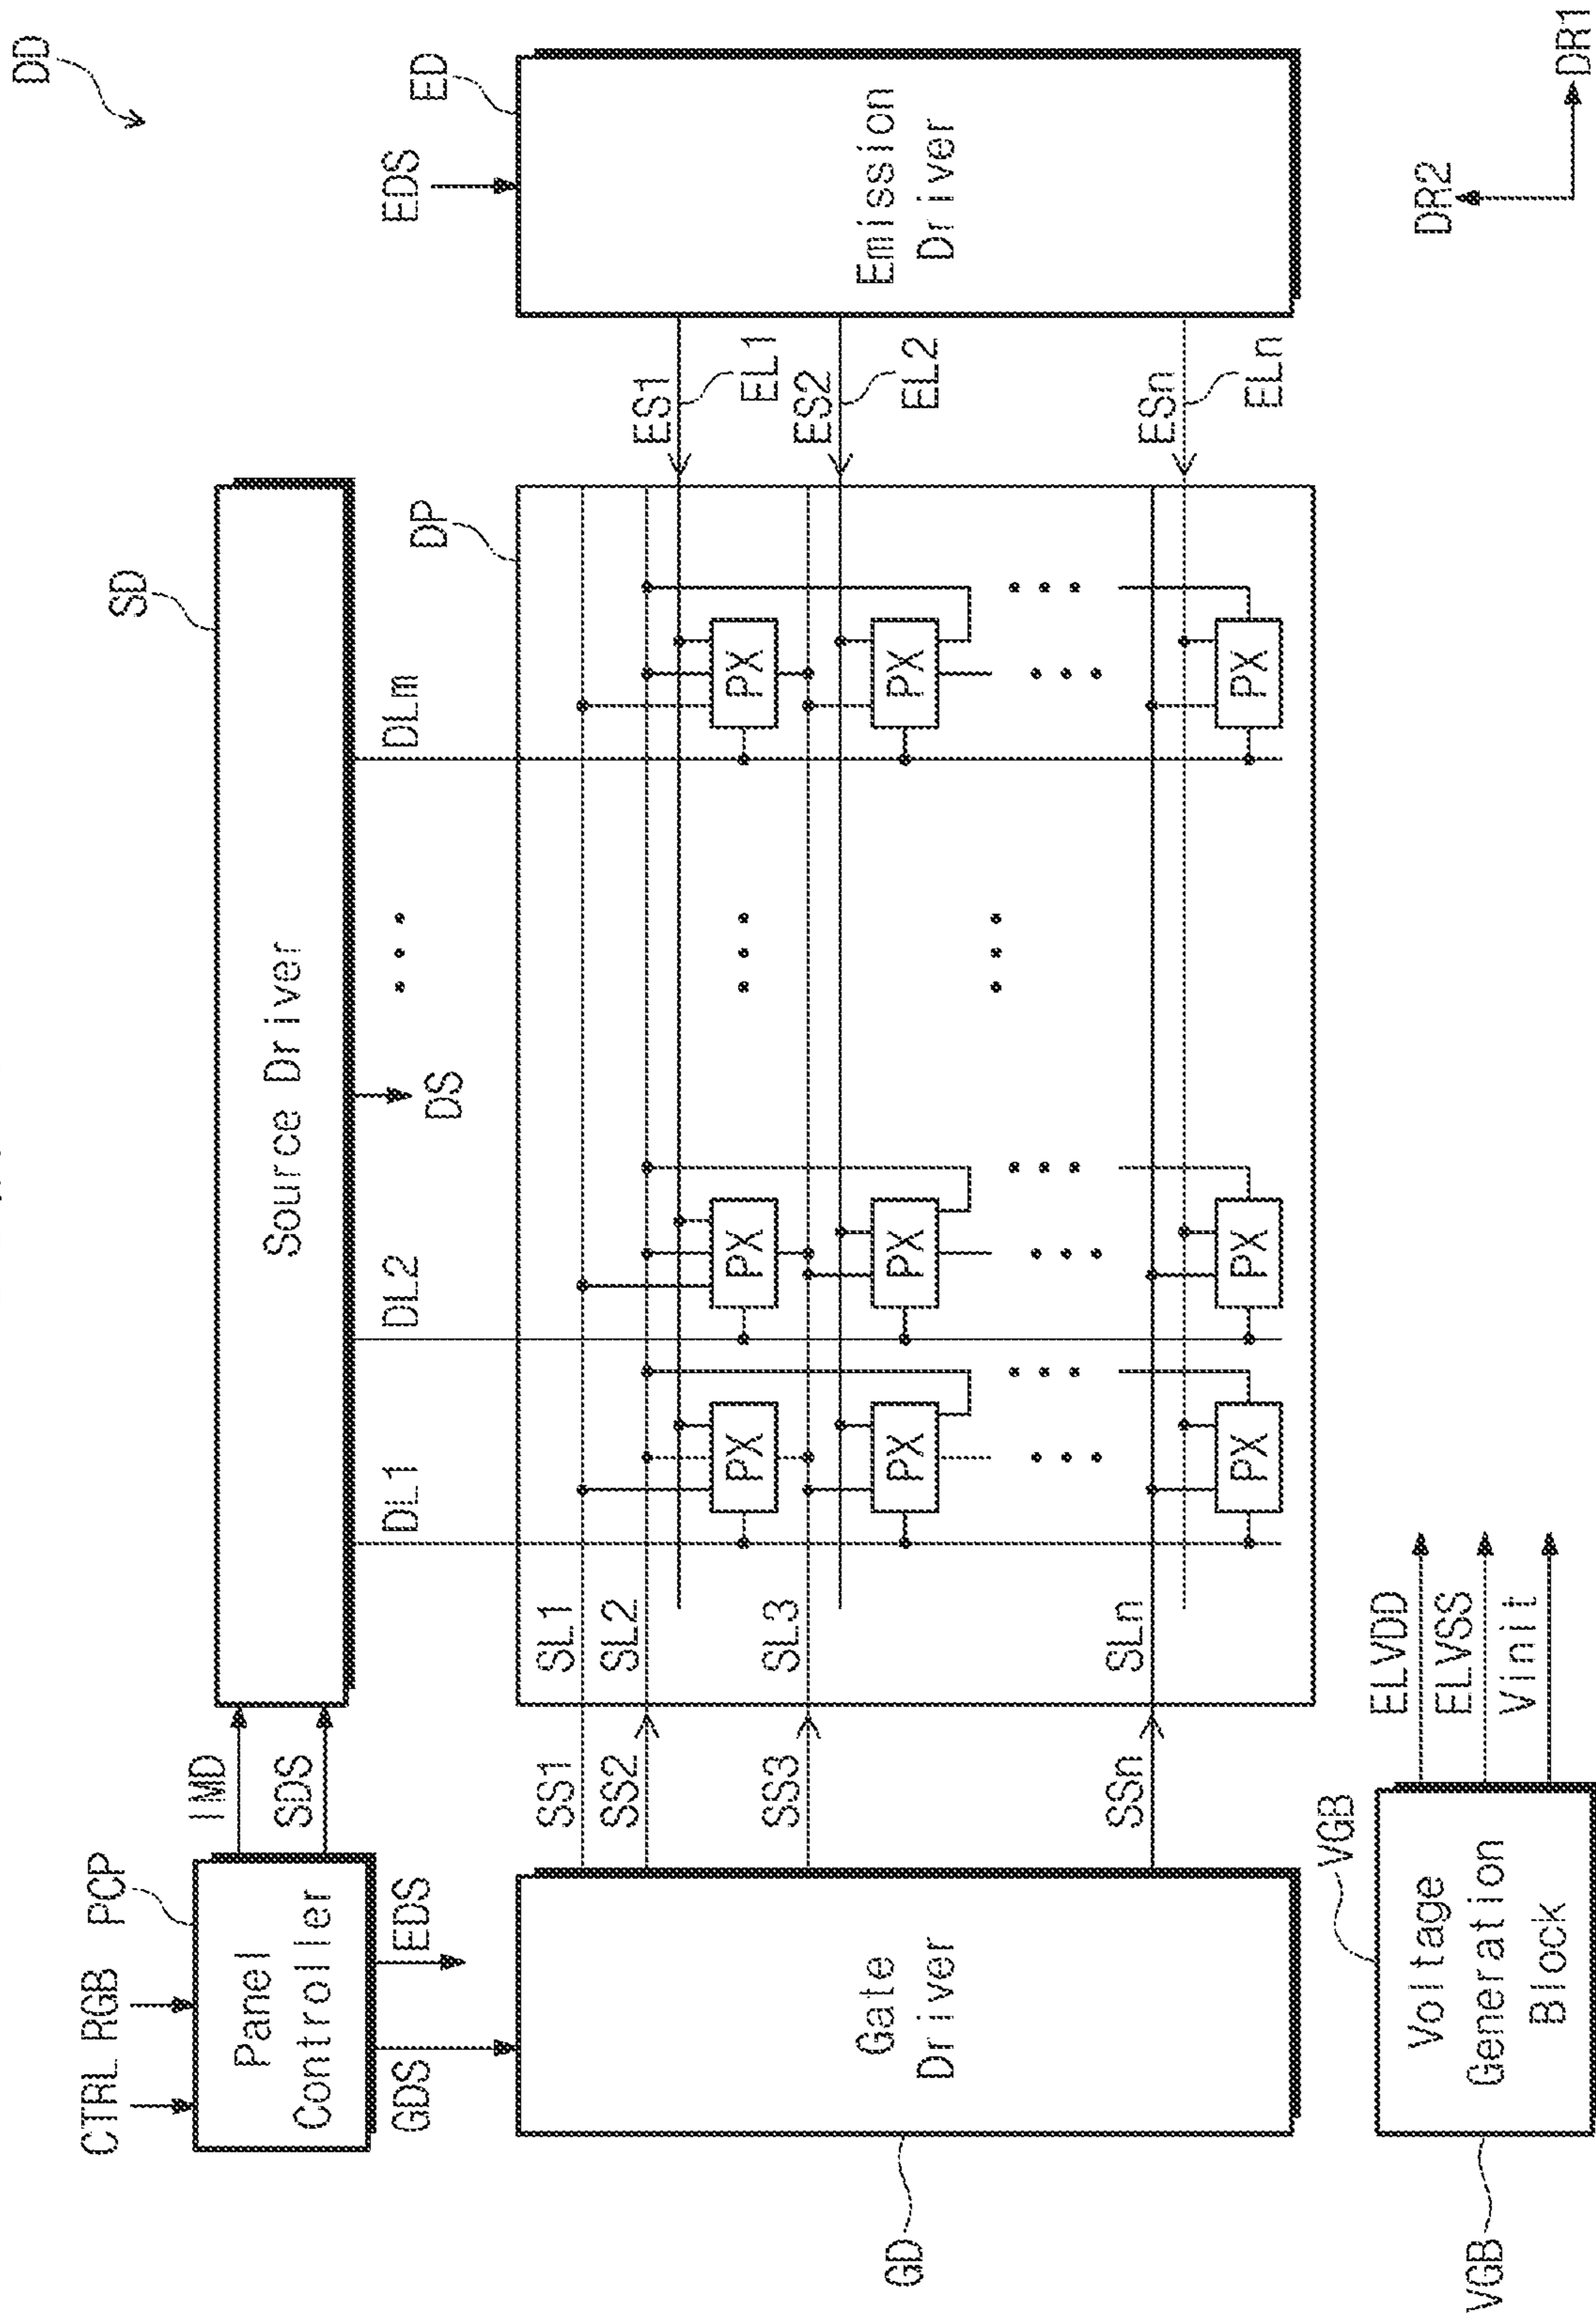 DD
CTRL
RGB
PCP
Panel
Controller
IMD
SDS
GDS
EDS
SD
Source Driver
DS
DL1
DL2
DLm
DP
EDS
ED
Emission
Driver
GD
Gate
Driver
SS1
SL1
SS2
SL2
ES1
EL1
PX
PX
PX
SS3
SL3
ES2
EL2
PX
PX
PX
SSn
SLn
ESn
ELn
PX
PX
PX
VGB
VGB
Voltage
Generation
Block
ELVDD
ELVSS
Vinit
DR2
DR1